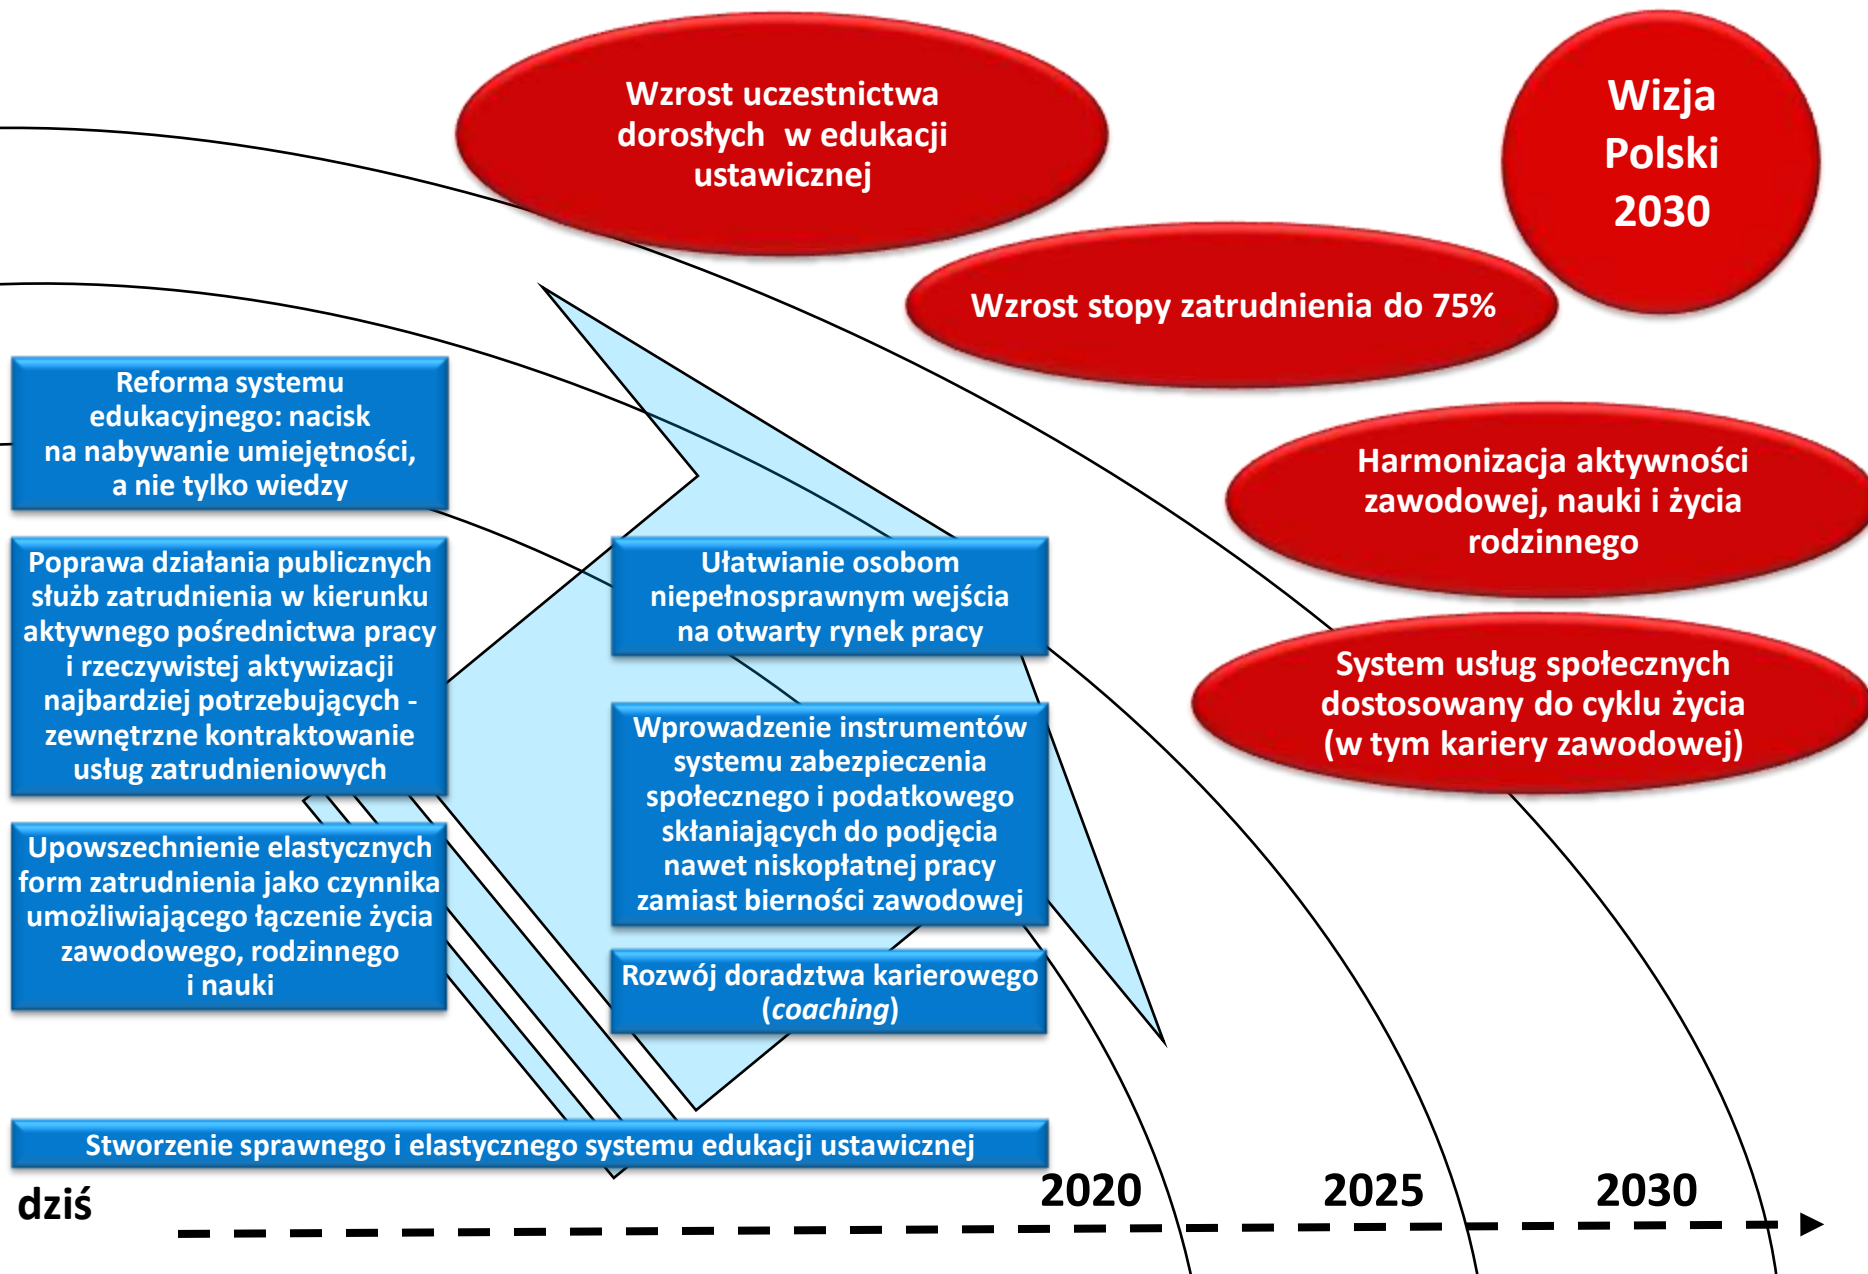 Wzrost uczestnictwa
dorosłych w edukacji
ustawicznej
Wizja
Polski
2030
Wzrost stopy zatrudnienia do 75%
Harmonizacja aktywności
zawodowej, nauki i życia
rodzinnego
System usług społecznych
dostosowany do cyklu życia
(w tym kariery zawodowej)
Reforma systemu
edukacyjnego: nacisk
na nabywanie umiejętności,
a nie tylko wiedzy
Poprawa działania publicznych
służb zatrudnienia w kierunku
aktywnego pośrednictwa pracy
i rzeczywistej aktywizacji
najbardziej potrzebujących -
zewnętrzne kontraktowanie
usług zatrudnieniowych
Upowszechnienie elastycznych
form zatrudnienia jako czynnika
umożliwiającego łączenie życia
zawodowego, rodzinnego
i nauki
Ułatwianie osobom
niepełnosprawnym wejścia
na otwarty rynek pracy
Wprowadzenie instrumentów
systemu zabezpieczenia
społecznego i podatkowego
skłaniających do podjęcia
nawet niskopłatnej pracy
zamiast bierności zawodowej
Rozwój doradztwa karierowego
(coaching)
Stworzenie sprawnego i elastycznego systemu edukacji ustawicznej
dziś
2020
2025
2030